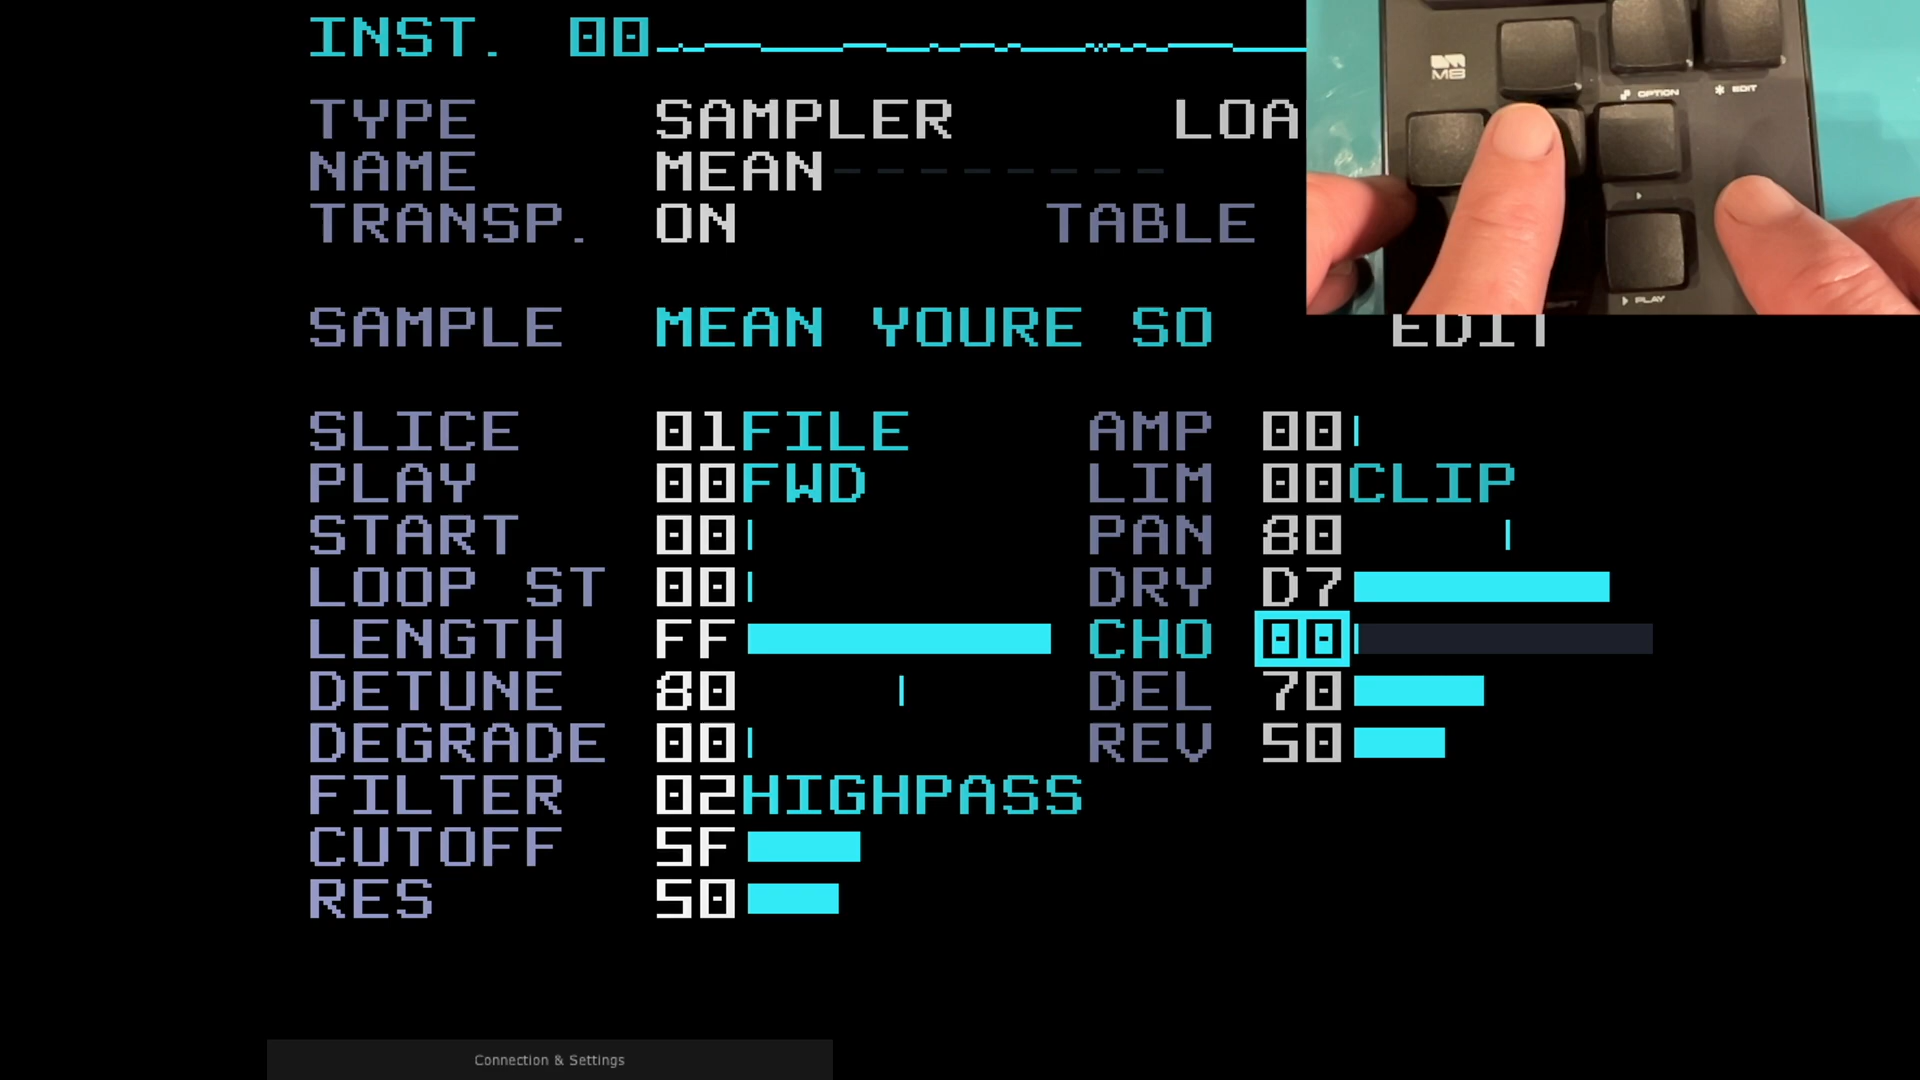 INST. 00
TYPE SAMPLER LOA
NAME MEAN---------
TRANSP. ON TABLE
SAMPLE MEAN YOURE SO EDIT
SLICE 01FILE AMP 00
PLAY 00FWD LIM 00CLIP
START 00 PAN 80
LOOP ST 00 DRY D7
LENGTH FF CHO 00
DETUNE 80 DEL 70
DEGRADE 00 REV 50
FILTER 02HIGHPASS
CUTOFF 5F
RES 50
M8
OPTION
EDIT
PLAY
Connection & Settings